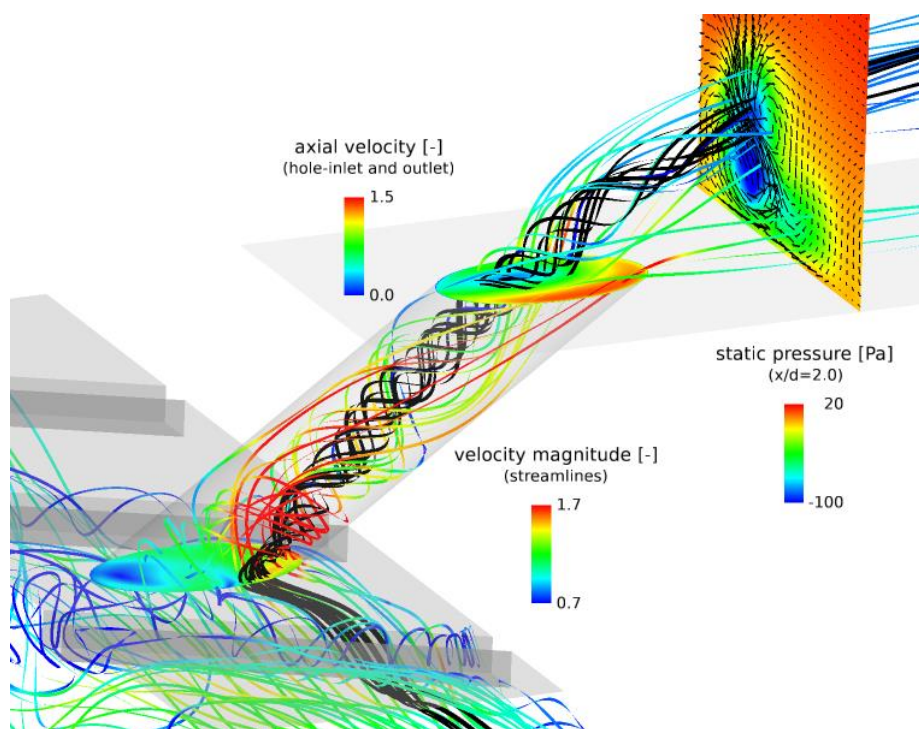 axial velocity [-]
(hole-inlet and outlet)
1.5
0.0
static pressure [Pa]
(x/d=2.0)
20
-100
velocity magnitude [-]
(streamlines)
1.7
0.7